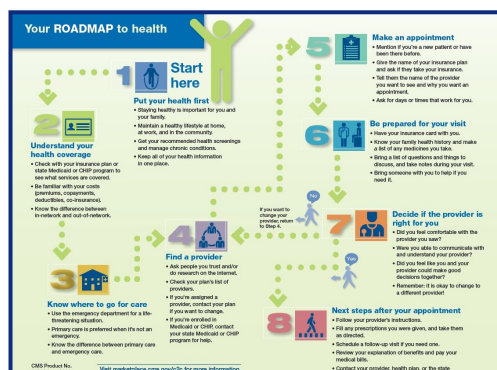 Your ROADMAP to health
1
Start
here
Put your health first
• Staying healthy is important for you and
your family.
• Maintain a healthy lifestyle at home,
at work, and in the community.
• Get your recommended health screenings
and manage chronic conditions.
• Keep all of your health information
in one place.
2
Understand your
health coverage
• Check with your insurance plan or
state Medicaid or CHIP program to
see what services are covered.
• Be familiar with your costs
(premiums, copayments,
deductibles, co-insurance).
• Know the difference between
in-network and out-of-network.
3
Know where to go for care
• Use the emergency department for a life-
threatening situation.
• Primary care is preferred when it's not an
emergency.
• Know the difference between primary care
and emergency care.
4
Find a provider
• Ask people you trust and/or
do research on the internet.
• Check your plan's list of
providers.
• If you're assigned a
provider, contact your plan
if you want to change.
• If you're enrolled in
Medicaid or CHIP, contact
your state Medicaid or CHIP
program for help.
5
Make an appointment
• Mention if you're a new patient or have
been there before.
• Give the name of your insurance plan
and ask if they take your insurance.
• Tell them the name of the provider
you want to see and why you want an
appointment.
• Ask for days or times that work for you.
6
Be prepared for your visit
• Have your insurance card with you.
• Know your family health history and make
a list of any medicines you take.
• Bring a list of questions and things to
discuss, and take notes during your visit.
• Bring someone with you to help if you
need it.
If you want to
change your
provider, return
to Step 4.
No
7
Decide if the provider is
right for you
• Did you feel comfortable with the
provider you saw?
• Were you able to communicate with
and understand your provider?
• Did you feel like you and your
provider could make good
decisions together?
• Remember: it is okay to change to
a different provider!
Yes
8
Next steps after your appointment
• Follow your provider's instructions.
• Fill any prescriptions you were given, and take them
as directed.
• Schedule a follow-up visit if you need one.
• Review your explanation of benefits and pay your
medical bills.
• Contact your provider, health plan, or the state
CMS Product No.
Visit marketplace.cms.gov/c2c for more information